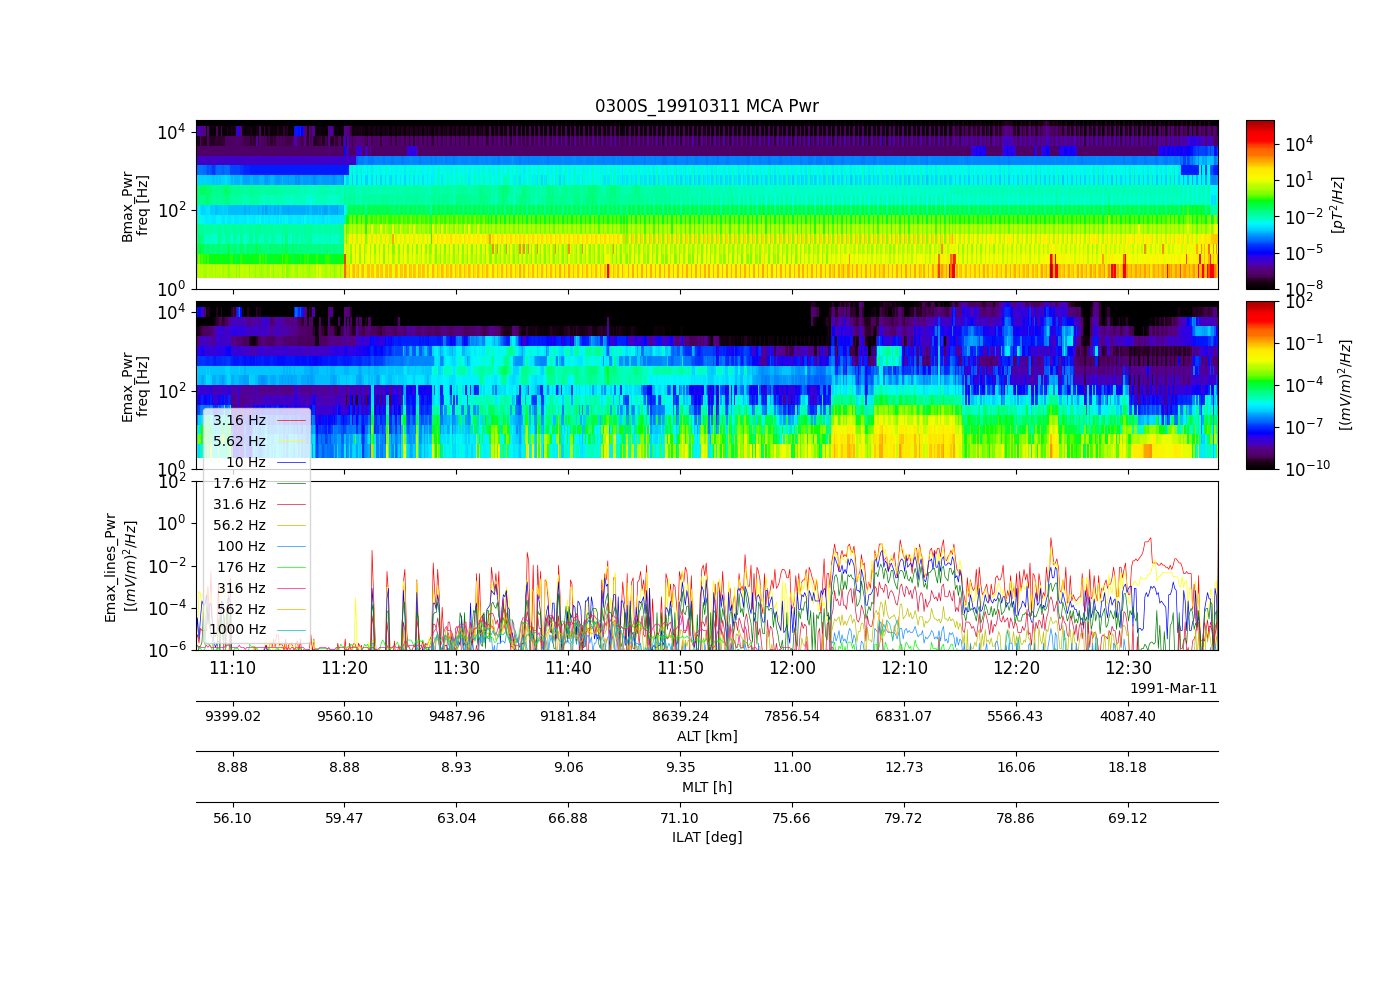 0300S_19910311 MCA Pwr
10^4
10^2
10^0
Bmax_Pwr
freq [Hz]
10^4
10^1
10^-2
10^-5
10^-8
[pT^2/Hz]
10^4
10^2
10^0
Emax_Pwr
freq [Hz]
10^2
10^-1
10^-4
10^-7
10^-10
[(mV/m)^2/Hz]
3.16 Hz
5.62 Hz
10 Hz
17.6 Hz
31.6 Hz
56.2 Hz
100 Hz
176 Hz
316 Hz
562 Hz
1000 Hz
10^2
10^0
10^-2
10^-4
10^-6
Emax_lines_Pwr
[(mV/m)^2/Hz]
11:10 11:20 11:30 11:40 11:50 12:00 12:10 12:20 12:30
1991-Mar-11
9399.02 9560.10 9487.96 9181.84 8639.24 7856.54 6831.07 5566.43 4087.40
ALT [km]
8.88 8.88 8.93 9.06 9.35 11.00 12.73 16.06 18.18
MLT [h]
56.10 59.47 63.04 66.88 71.10 75.66 79.72 78.86 69.12
ILAT [deg]